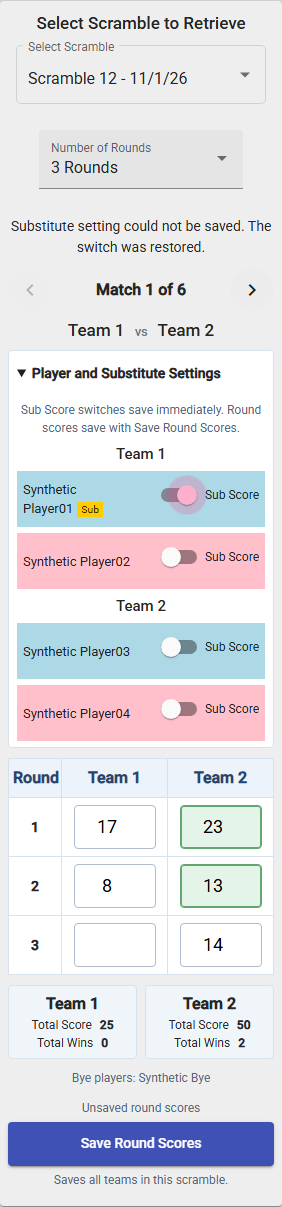 Select Scramble to Retrieve
Select Scramble
Scramble 12 - 11/1/26
Number of Rounds
3 Rounds
Substitute setting could not be saved. The
switch was restored.
Match 1 of 6
Team 1 vs Team 2
Player and Substitute Settings
Sub Score switches save immediately. Round
scores save with Save Round Scores.
Team 1
Synthetic
Player01 Sub
Sub Score
Synthetic Player02
Sub Score
Team 2
Synthetic Player03
Sub Score
Synthetic Player04
Sub Score
Round Team 1 Team 2
1 17 23
2 8 13
3 14
Team 1
Total Score 25
Total Wins 0
Team 2
Total Score 50
Total Wins 2
Bye players: Synthetic Bye
Unsaved round scores
Save Round Scores
Saves all teams in this scramble.